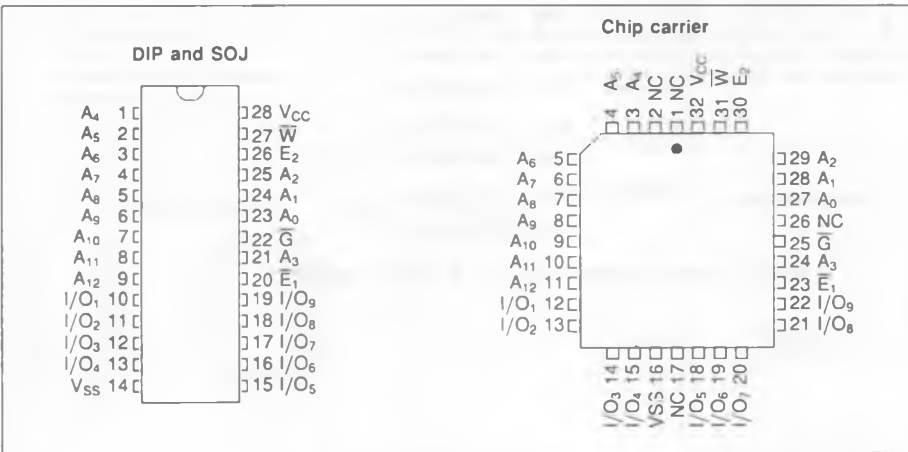 DIP and SOJ
A₄ 1
A₅ 2
A₆ 3
A₇ 4
A₈ 5
A₉ 6
A₁₀ 7
A₁₁ 8
A₁₂ 9
I/O₁ 10
I/O₂ 11
I/O₃ 12
I/O₄ 13
VSS 14
28 VCC
27 W̅
26 E₂
25 A₂
24 A₁
23 A₀
22 G̅
21 A₃
20 E̅₁
19 I/O₉
18 I/O₈
17 I/O₇
16 I/O₆
15 I/O₅
Chip carrier
4 A₅
3 A₄
2 NC
1 NC
32 VCC
31 W̅
30 E₂
A₆ 5
A₇ 6
A₈ 7
A₉ 8
A₁₀ 9
A₁₁ 10
A₁₂ 11
I/O₁ 12
I/O₂ 13
29 A₂
28 A₁
27 A₀
26 NC
25 G̅
24 A₃
23 E̅₁
22 I/O₉
21 I/O₈
I/O₃ 14
I/O₄ 15
VSS 16
NC 17
I/O₅ 18
I/O₆ 19
I/O₇ 20